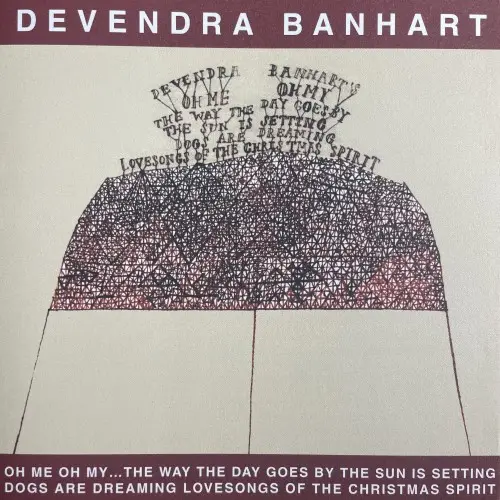 DEVENDRA BANHART
DEVENDRA BANHART'S
OH ME OH MY
THE WAY THE DAY GOES BY
THE SUN IS SETTING
DOGS ARE DREAMING
LOVESONGS OF THE CHRISTMAS SPIRIT
OH ME OH MY...THE WAY THE DAY GOES BY THE SUN IS SETTING
DOGS ARE DREAMING LOVESONGS OF THE CHRISTMAS SPIRIT